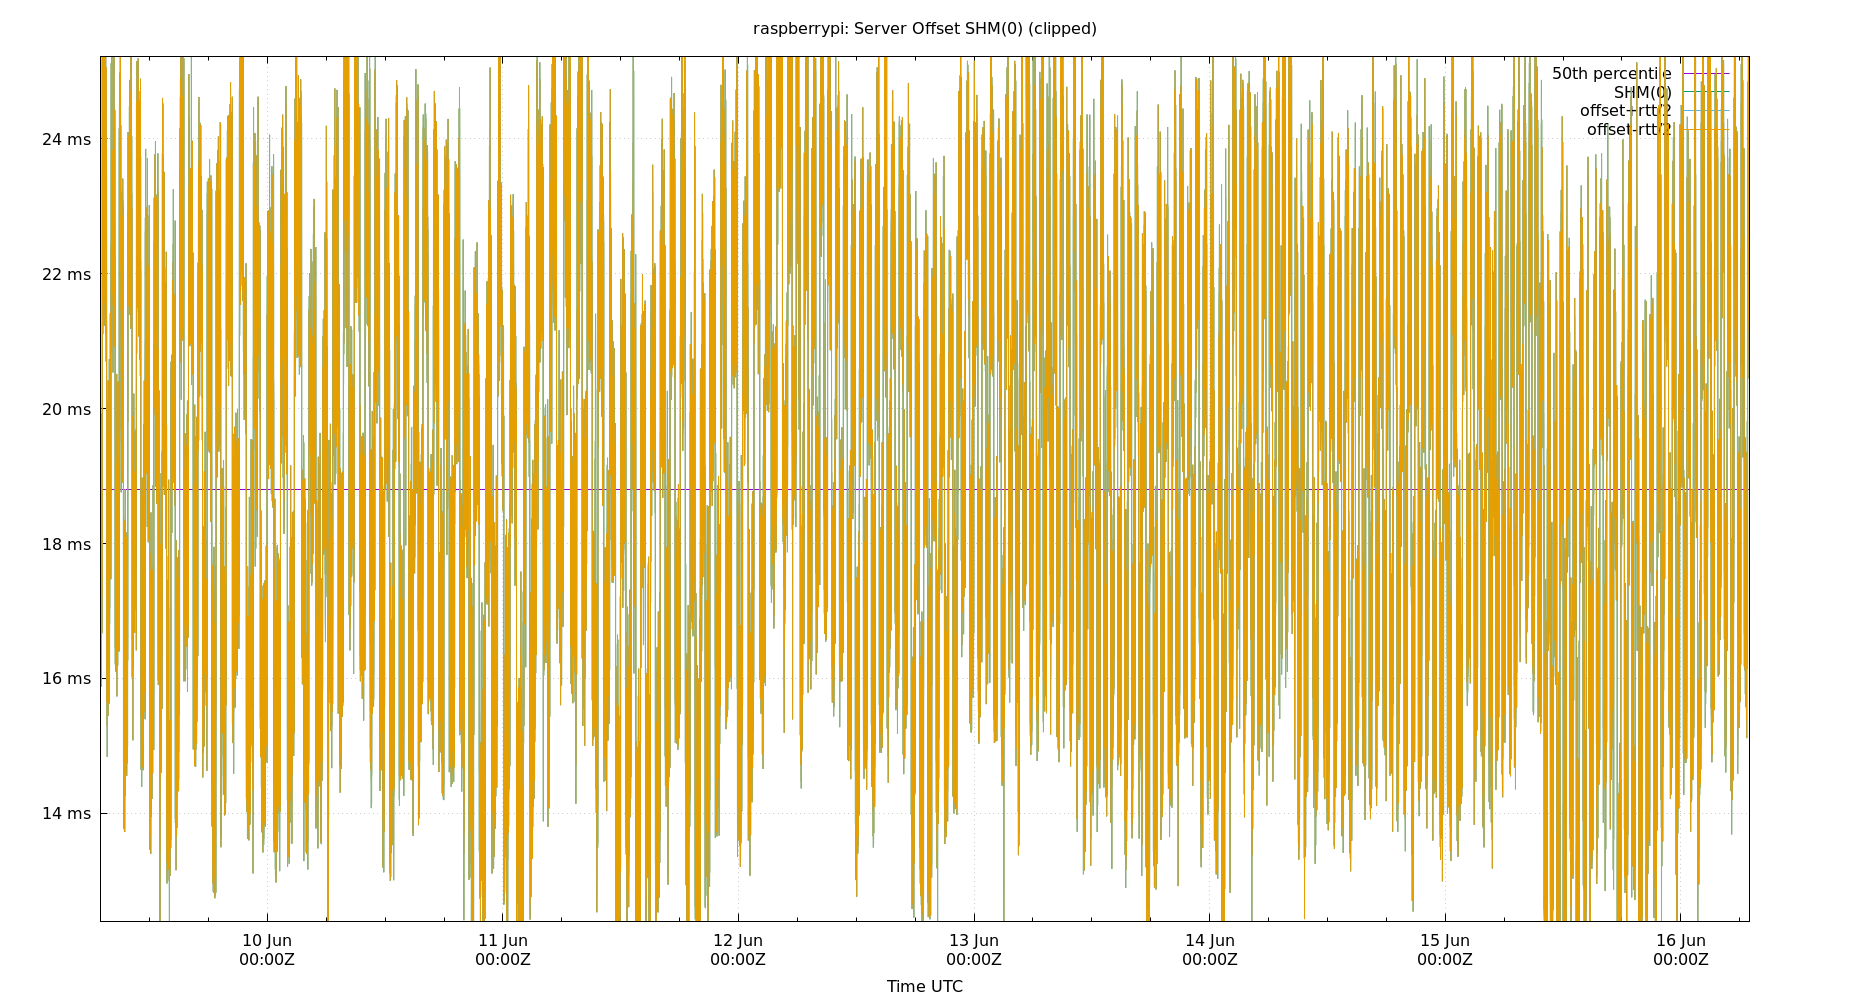 raspberrypi: Server Offset SHM(0) (clipped)
50th percentile
SHM(0)
offset+rtt/2
offset-rtt/2
24 ms
22 ms
20 ms
18 ms
16 ms
14 ms
10 Jun 11 Jun 12 Jun 13 Jun 14 Jun 15 Jun 16 Jun
00:00Z 00:00Z 00:00Z 00:00Z 00:00Z 00:00Z 00:00Z
Time UTC